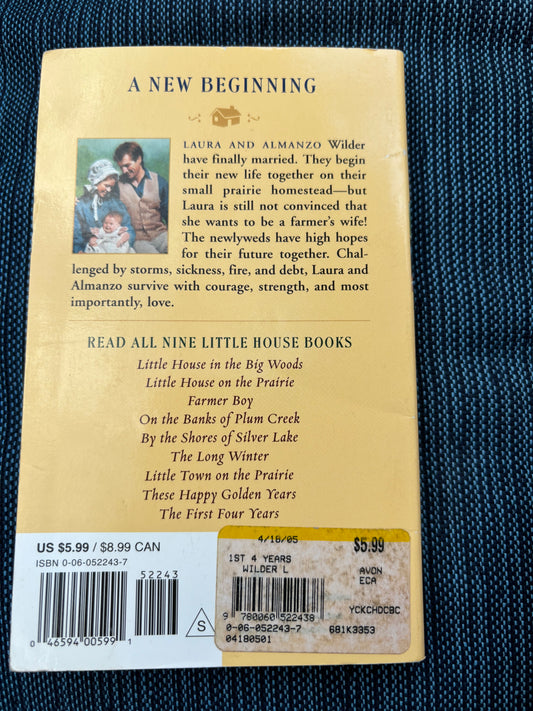 A NEW BEGINNING
LAURA AND ALMANZO Wilder
have finally married. They begin
their new life together on their
small prairie homestead—but
Laura is still not convinced that
she wants to be a farmer's wife!
The newlyweds have high hopes
for their future together. Chal-
lenged by storms, sickness, fire, and debt, Laura and
Almanzo survive with courage, strength, and most
importantly, love.
READ ALL NINE LITTLE HOUSE BOOKS
Little House in the Big Woods
Little House on the Prairie
Farmer Boy
On the Banks of Plum Creek
By the Shores of Silver Lake
The Long Winter
Little Town on the Prairie
These Happy Golden Years
The First Four Years
US $5.99 / $8.99 CAN
ISBN 0-06-052243-7
52243
0 46594 00599 1
S
4/18/05 $5.99
1ST 4 YEARS AVON
WILDER L ECA
YCKCHDCBC
9 780060 522438
0-06-052243-7 681K3353
04180501